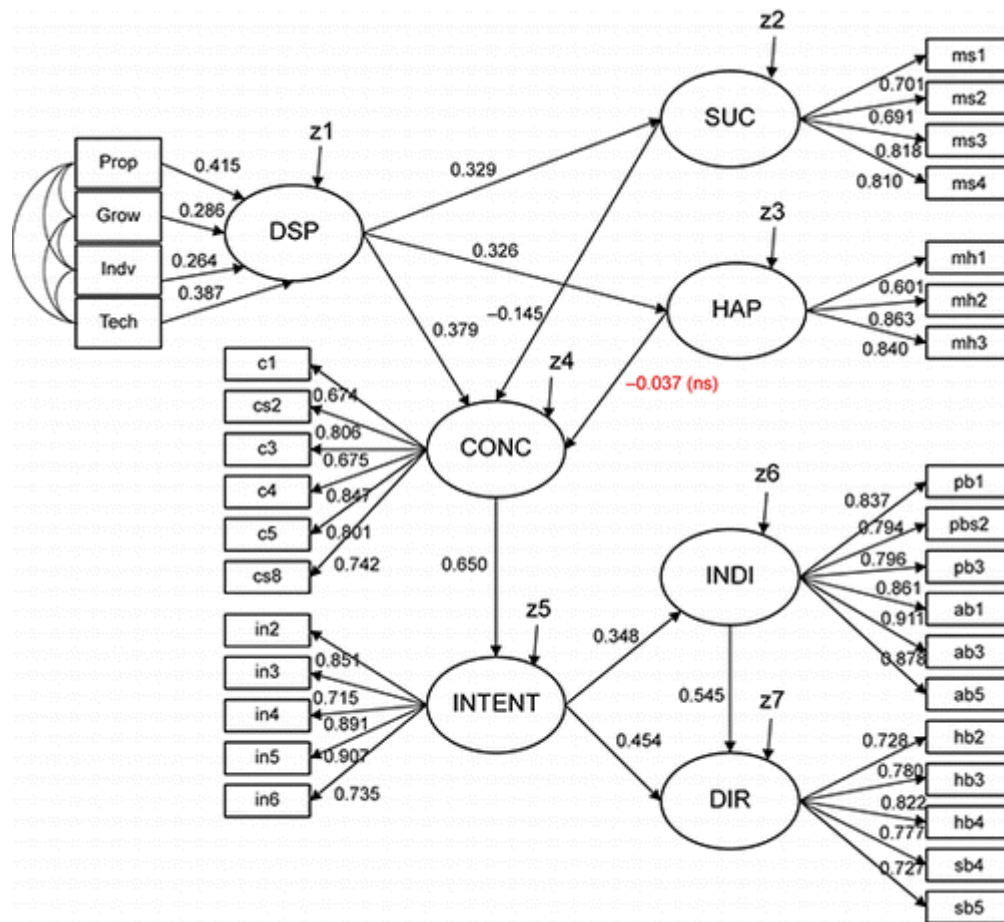 z2
ms1
0.701
ms2
SUC
0.691
ms3
0.818
ms4
0.810
z1
Prop
0.415
Grow
0.286
DSP
Indv
0.264
Tech
0.387
0.329
0.326
0.379
−0.145
z3
HAP
mh1
0.601
mh2
0.863
mh3
0.840
−0.037 (ns)
z4
CONC
c1
0.674
cs2
0.806
c3
0.675
c4
0.847
c5
0.801
cs8
0.742
0.650
z5
INTENT
in2
0.851
in3
0.715
in4
0.891
in5
0.907
in6
0.735
0.348
0.454
z6
INDI
pb1
0.837
pbs2
0.794
pb3
0.796
ab1
0.861
0.911
ab3
0.878
ab5
0.545
z7
DIR
hb2
0.728
hb3
0.780
hb4
0.822
sb4
0.777
0.727
sb5